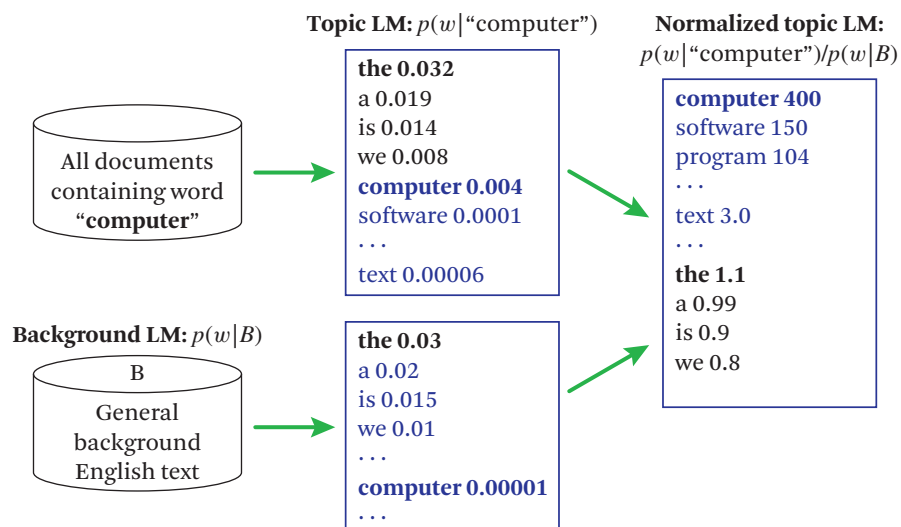 Topic LM: p(w|“computer”)
Normalized topic LM:
p(w|“computer”)/p(w|B)
All documents
containing word
“computer”
the 0.032
a 0.019
is 0.014
we 0.008
computer 0.004
software 0.0001
. . .
text 0.00006
computer 400
software 150
program 104
. . .
text 3.0
. . .
the 1.1
a 0.99
is 0.9
we 0.8
Background LM: p(w|B)
B
General
background
English text
the 0.03
a 0.02
is 0.015
we 0.01
. . .
computer 0.00001
. . .